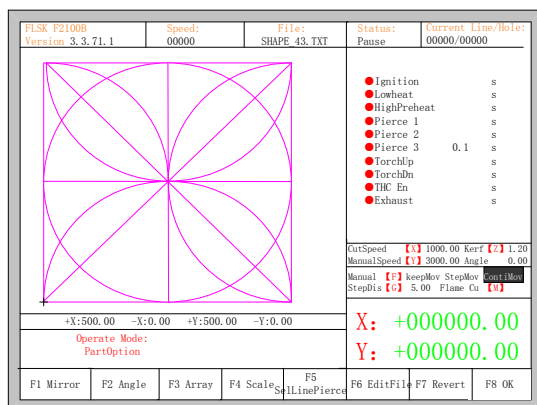 FLSK F2100B
Version 3.3.71.1
Speed:
00000
File:
SHAPE_43.TXT
Status:
Pause
Current Line/Hole:
00000/00000
Ignition s
Lowheat s
HighPreheat s
Pierce 1 s
Pierce 2 s
Pierce 3 0.1 s
TorchUp s
TorchDn s
THC En s
Exhaust s
CutSpeed 【X】1000.00 Kerf【Z】1.20
ManualSpeed【Y】3000.00 Angle 0.00
Manual 【F】keepMov StepMov ContiMov
StepDis【G】 5.00 Flame Cu 【M】
+X:500.00 -X:0.00 +Y:500.00 -Y:0.00
Operate Mode:
PartOption
X: +000000.00
Y: +000000.00
F1 Mirror
F2 Angle
F3 Array
F4 Scale
F5
SelLinePierce
F6 EditFile
F7 Revert
F8 OK